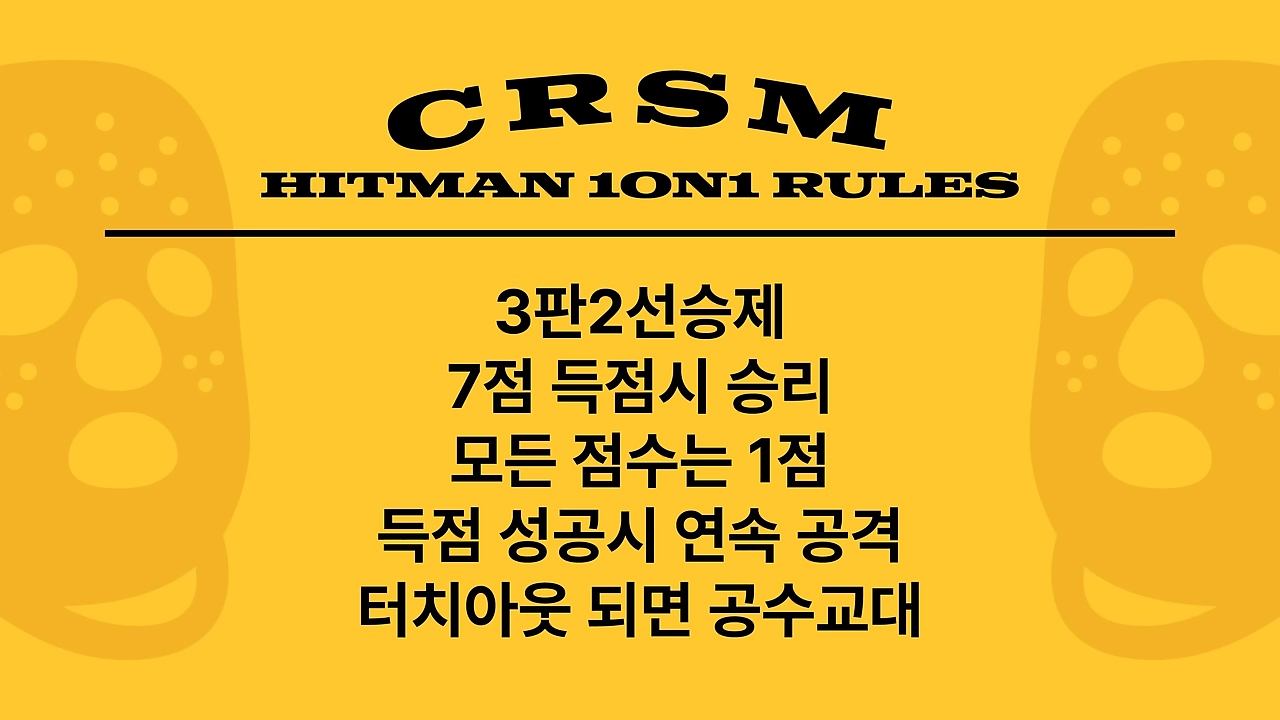 CRSM
HITMAN 1ON1 RULES
3판2선승제
7점 득점시 승리
모든 점수는 1점
득점 성공시 연속 공격
터치아웃 되면 공수교대